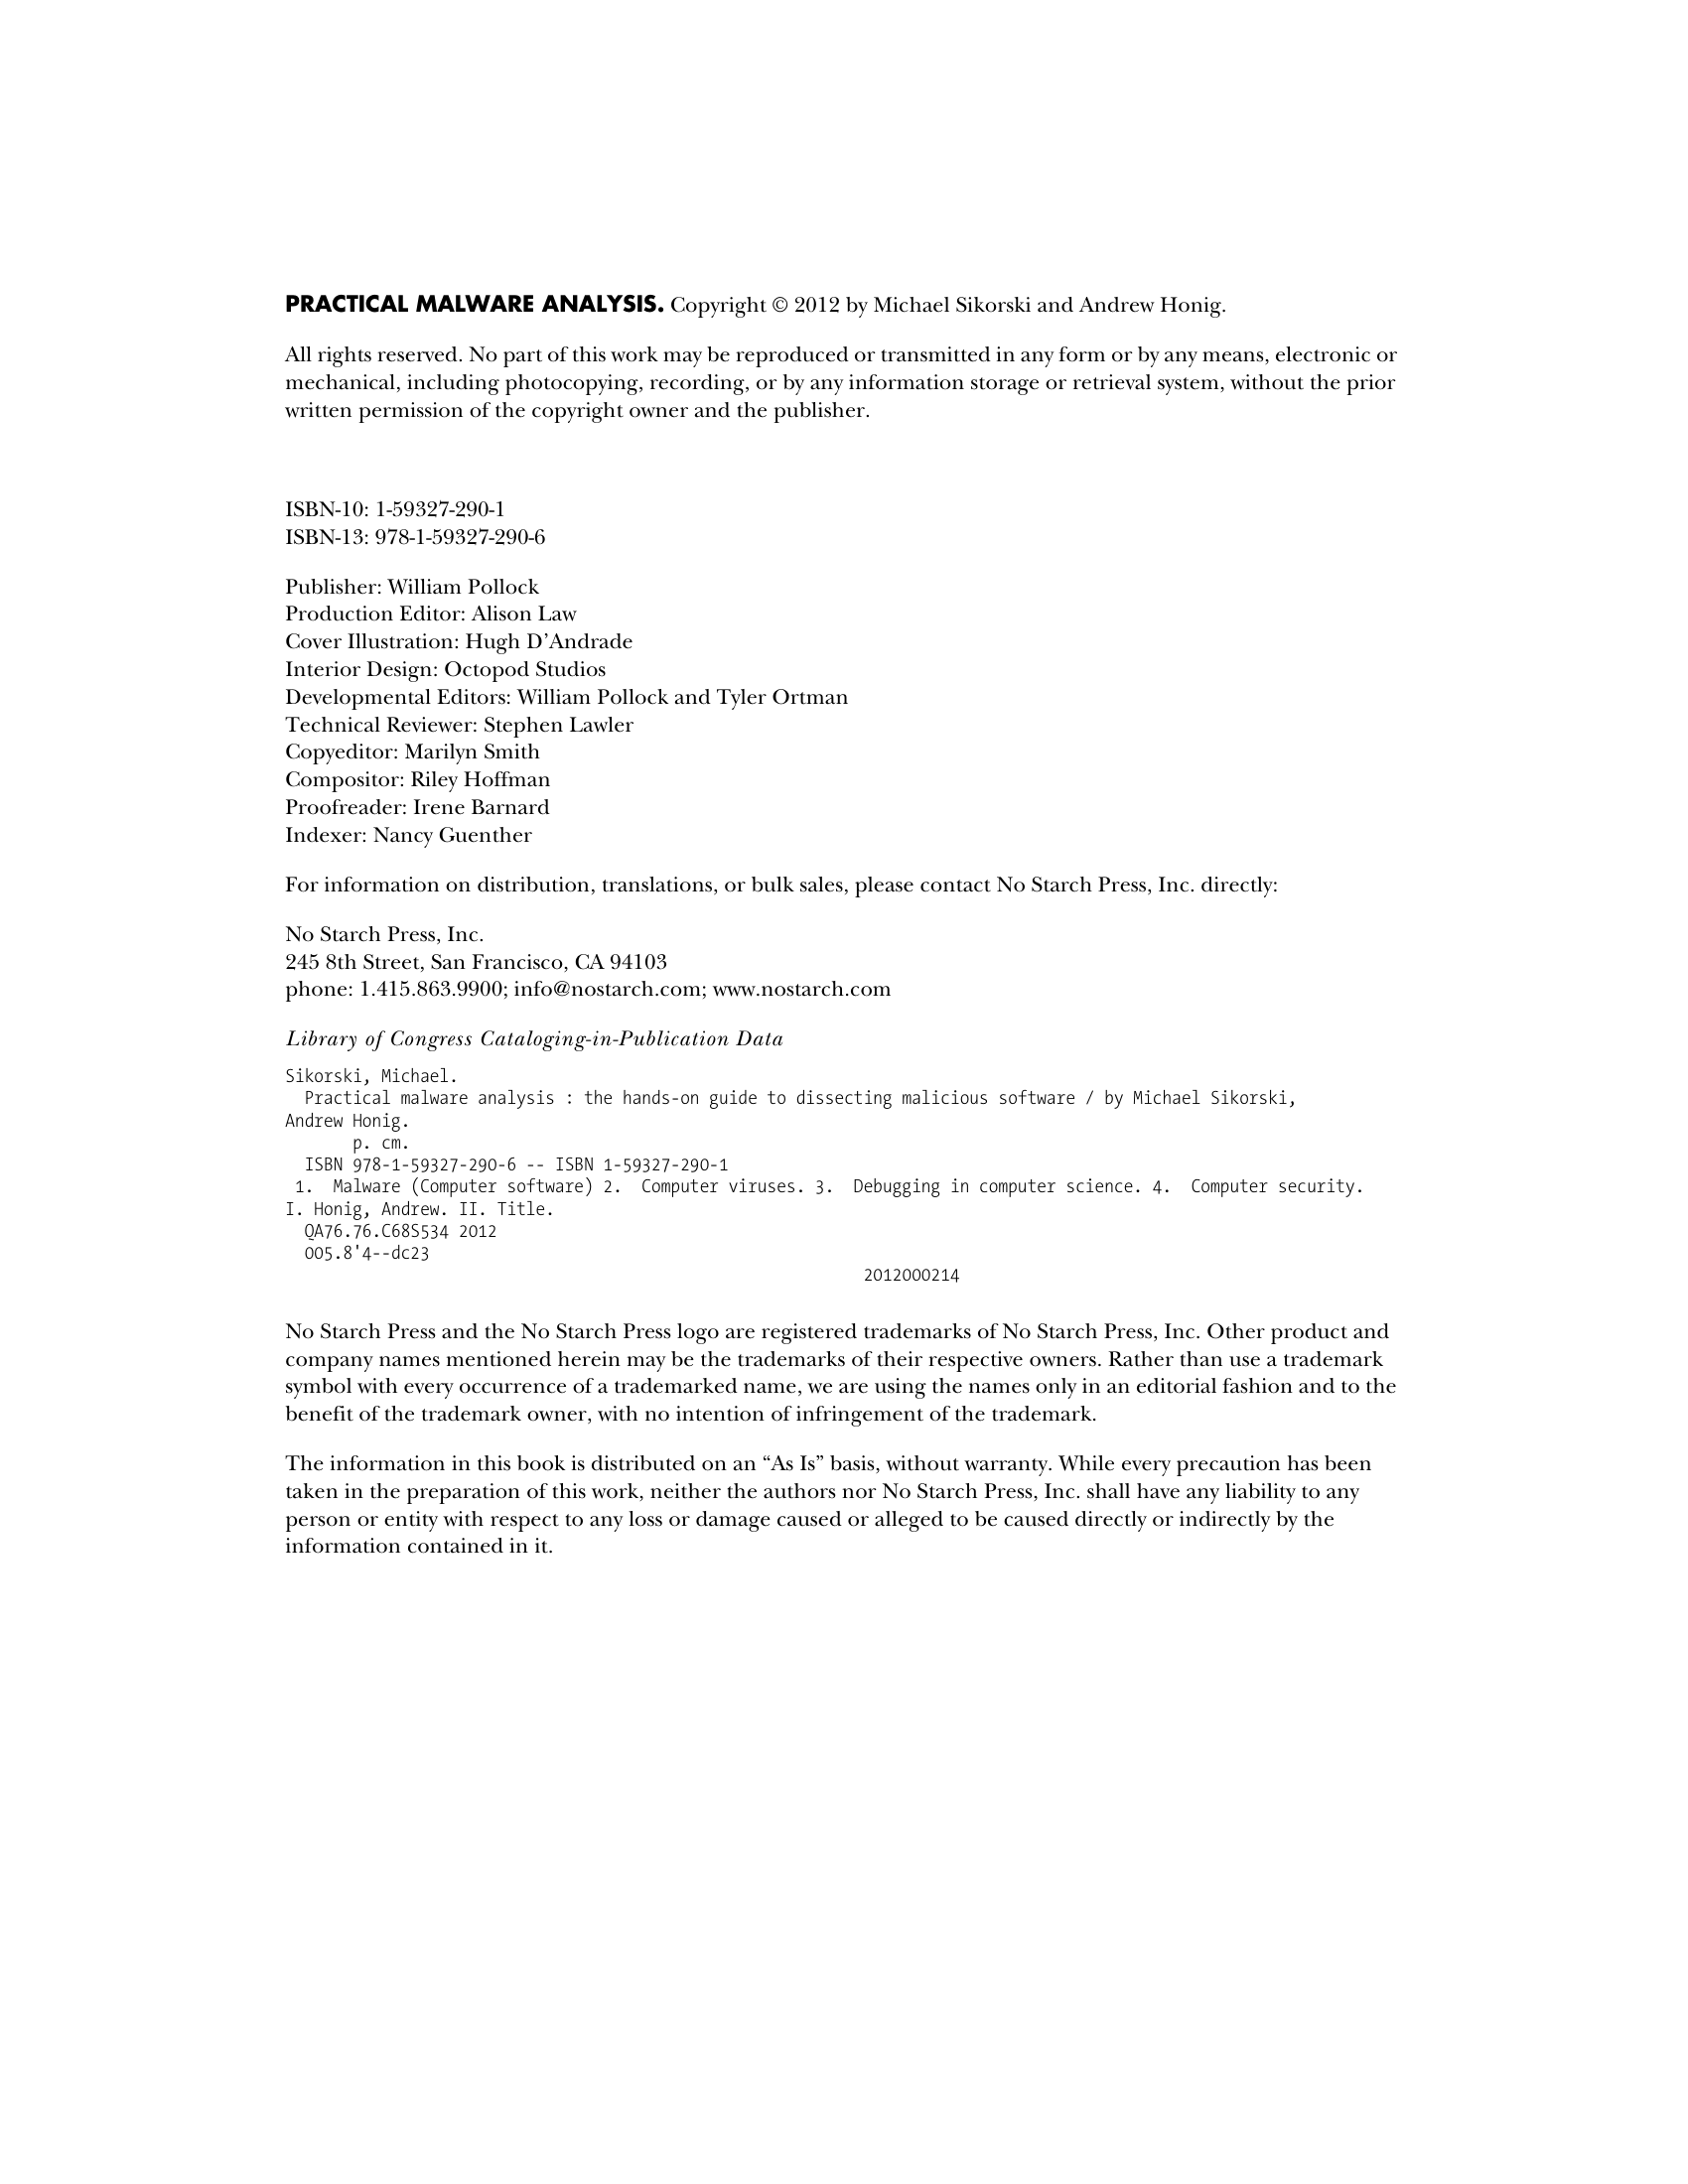 PRACTICAL MALWARE ANALYSIS. Copyright © 2012 by Michael Sikorski and Andrew Honig.
All rights reserved. No part of this work may be reproduced or transmitted in any form or by any means, electronic or
mechanical, including photocopying, recording, or by any information storage or retrieval system, without the prior
written permission of the copyright owner and the publisher.
ISBN-10: 1-59327-290-1
ISBN-13: 978-1-59327-290-6
Publisher: William Pollock
Production Editor: Alison Law
Cover Illustration: Hugh D’Andrade
Interior Design: Octopod Studios
Developmental Editors: William Pollock and Tyler Ortman
Technical Reviewer: Stephen Lawler
Copyeditor: Marilyn Smith
Compositor: Riley Hoffman
Proofreader: Irene Barnard
Indexer: Nancy Guenther
For information on distribution, translations, or bulk sales, please contact No Starch Press, Inc. directly:
No Starch Press, Inc.
245 8th Street, San Francisco, CA 94103
phone: 1.415.863.9900; info@nostarch.com; www.nostarch.com
Library of Congress Cataloging-in-Publication Data
Sikorski, Michael.
Practical malware analysis : the hands-on guide to dissecting malicious software / by Michael Sikorski,
Andrew Honig.
p. cm.
ISBN 978-1-59327-290-6 -- ISBN 1-59327-290-1
1. Malware (Computer software) 2. Computer viruses. 3. Debugging in computer science. 4. Computer security.
I. Honig, Andrew. II. Title.
QA76.76.C68S534 2012
005.8'4--dc23
2012000214
No Starch Press and the No Starch Press logo are registered trademarks of No Starch Press, Inc. Other product and
company names mentioned herein may be the trademarks of their respective owners. Rather than use a trademark
symbol with every occurrence of a trademarked name, we are using the names only in an editorial fashion and to the
benefit of the trademark owner, with no intention of infringement of the trademark.
The information in this book is distributed on an “As Is” basis, without warranty. While every precaution has been
taken in the preparation of this work, neither the authors nor No Starch Press, Inc. shall have any liability to any
person or entity with respect to any loss or damage caused or alleged to be caused directly or indirectly by the
information contained in it.